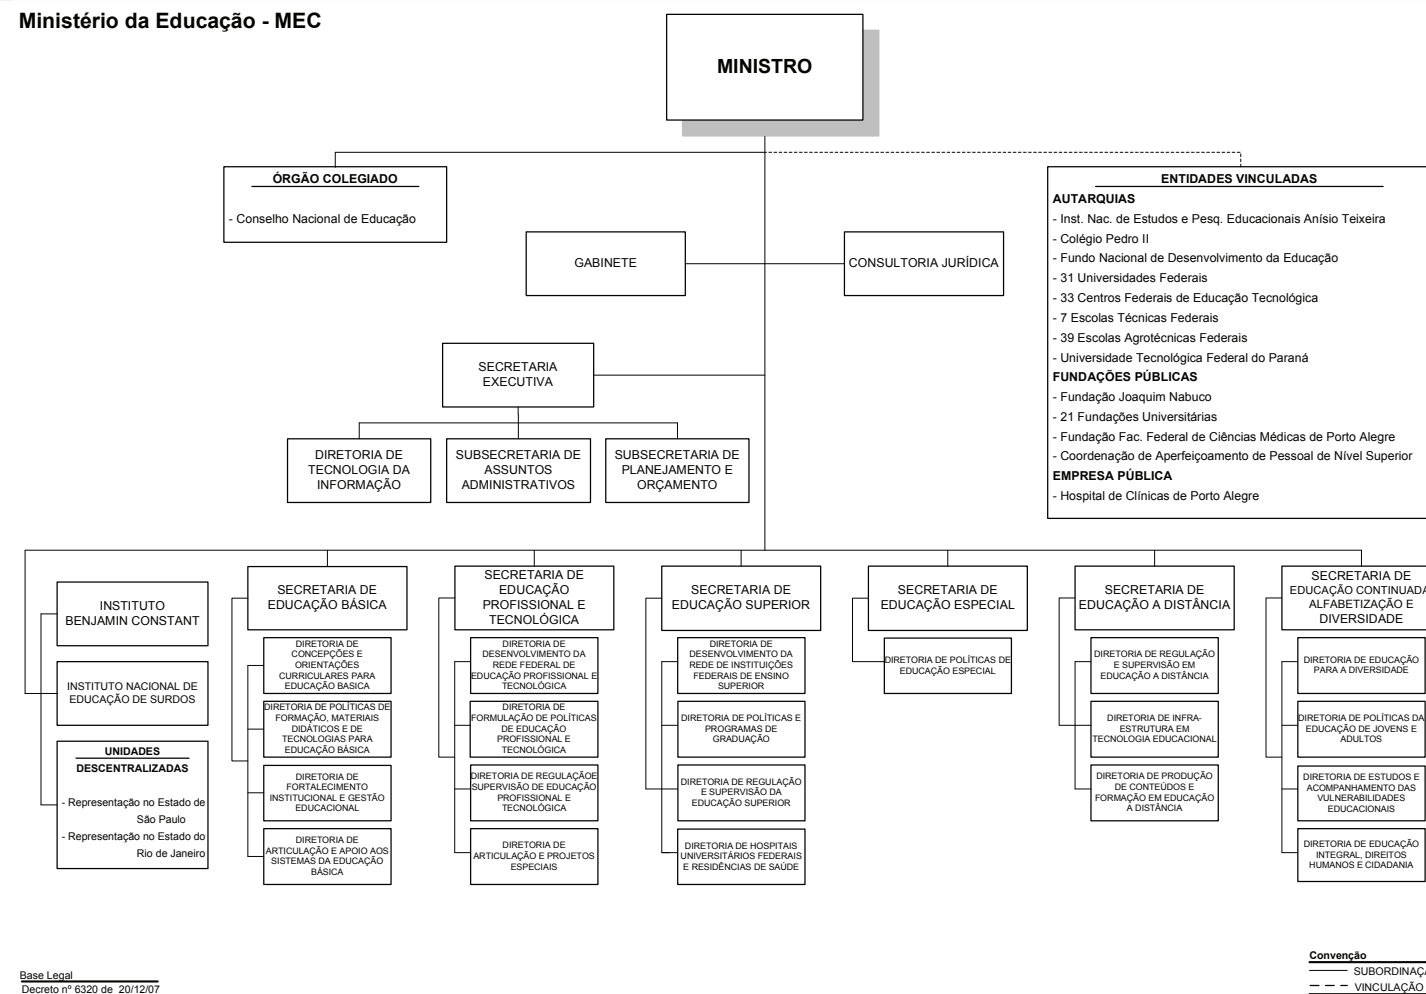 Ministério da Educação - MEC
MINISTRO
ÓRGÃO COLEGIADO
- Conselho Nacional de Educação
ENTIDADES VINCULADAS
AUTARQUIAS
- Inst. Nac. de Estudos e Pesq. Educacionais Anísio Teixeira
- Colégio Pedro II
- Fundo Nacional de Desenvolvimento da Educação
- 31 Universidades Federais
- 33 Centros Federais de Educação Tecnológica
- 7 Escolas Técnicas Federais
- 39 Escolas Agrotécnicas Federais
- Universidade Tecnológica Federal do Paraná
FUNDAÇÕES PÚBLICAS
- Fundação Joaquim Nabuco
- 21 Fundações Universitárias
- Fundação Fac. Federal de Ciências Médicas de Porto Alegre
- Coordenação de Aperfeiçoamento de Pessoal de Nível Superior
EMPRESA PÚBLICA
- Hospital de Clínicas de Porto Alegre
GABINETE
CONSULTORIA JURÍDICA
SECRETARIA
EXECUTIVA
DIRETORIA DE
TECNOLOGIA DA
INFORMAÇÃO
SUBSECRETARIA DE
ASSUNTOS
ADMINISTRATIVOS
SUBSECRETARIA DE
PLANEJAMENTO E
ORÇAMENTO
INSTITUTO
BENJAMIN CONSTANT
INSTITUTO NACIONAL DE
EDUCAÇÃO DE SURDOS
UNIDADES
DESCENTRALIZADAS
- Representação no Estado de
São Paulo
- Representação no Estado do
Rio de Janeiro
SECRETARIA DE
EDUCAÇÃO BÁSICA
DIRETORIA DE
CONCEPÇÕES E
ORIENTAÇÕES
CURRICULARES PARA
EDUCAÇÃO BASICA
DIRETORIA DE POLÍTICAS DE
FORMAÇÃO, MATERIAIS
DIDÁTICOS E DE
TECNOLOGIAS PARA
EDUCAÇÃO BÁSICA
DIRETORIA DE
FORTALECIMENTO
INSTITUCIONAL E GESTÃO
EDUCACIONAL
DIRETORIA DE
ARTICULAÇÃO E APOIO AOS
SISTEMAS DA EDUCAÇÃO
BÁSICA
SECRETARIA DE
EDUCAÇÃO
PROFISSIONAL E
TECNOLÓGICA
DIRETORIA DE
DESENVOLVIMENTO DA
REDE FEDERAL DE
EDUCAÇÃO PROFISSIONAL E
TECNOLÓGICA
DIRETORIA DE
FORMULAÇÃO DE POLÍTICAS
DE EDUCAÇÃO
PROFISSIONAL E
TECNOLÓGICA
DIRETORIA DE REGULAÇÃOE
SUPERVISÃO DE EDUCAÇÃO
PROFISSIONAL E
TECNOLÓGICA
DIRETORIA DE
ARTICULAÇÃO E PROJETOS
ESPECIAIS
SECRETARIA DE
EDUCAÇÃO SUPERIOR
DIRETORIA DE
DESENVOLVIMENTO DA
REDE DE INSTITUIÇÕES
FEDERAIS DE ENSINO
SUPERIOR
DIRETORIA DE POLÍTICAS E
PROGRAMAS DE
GRADUAÇÃO
DIRETORIA DE REGULAÇÃO
E SUPERVISÃO DA
EDUCAÇÃO SUPERIOR
DIRETORIA DE HOSPITAIS
UNIVERSITÁRIOS FEDERAIS
E RESIDÊNCIAS DE SAÚDE
SECRETARIA DE
EDUCAÇÃO ESPECIAL
DIRETORIA DE POLÍTICAS DE
EDUCAÇÃO ESPECIAL
SECRETARIA DE
EDUCAÇÃO A DISTÂNCIA
DIRETORIA DE REGULAÇÃO
E SUPERVISÃO EM
EDUCAÇÃO A DISTÂNCIA
DIRETORIA DE INFRA-
ESTRUTURA EM
TECNOLOGIA EDUCACIONAL
DIRETORIA DE PRODUÇÃO
DE CONTEÚDOS E
FORMAÇÃO EM EDUCAÇÃO
A DISTÂNCIA
SECRETARIA DE
EDUCAÇÃO CONTINUADA
ALFABETIZAÇÃO E
DIVERSIDADE
DIRETORIA DE EDUCAÇÃO
PARA A DIVERSIDADE
DIRETORIA DE POLÍTICAS DA
EDUCAÇÃO DE JOVENS E
ADULTOS
DIRETORIA DE ESTUDOS E
ACOMPANHAMENTO DAS
VULNERABILIDADES
EDUCACIONAIS
DIRETORIA DE EDUCAÇÃO
INTEGRAL, DIREITOS
HUMANOS E CIDADANIA
Base Legal
Decreto nº 6320 de 20/12/07
Convenção
SUBORDINAÇÃ
VINCULAÇÃO